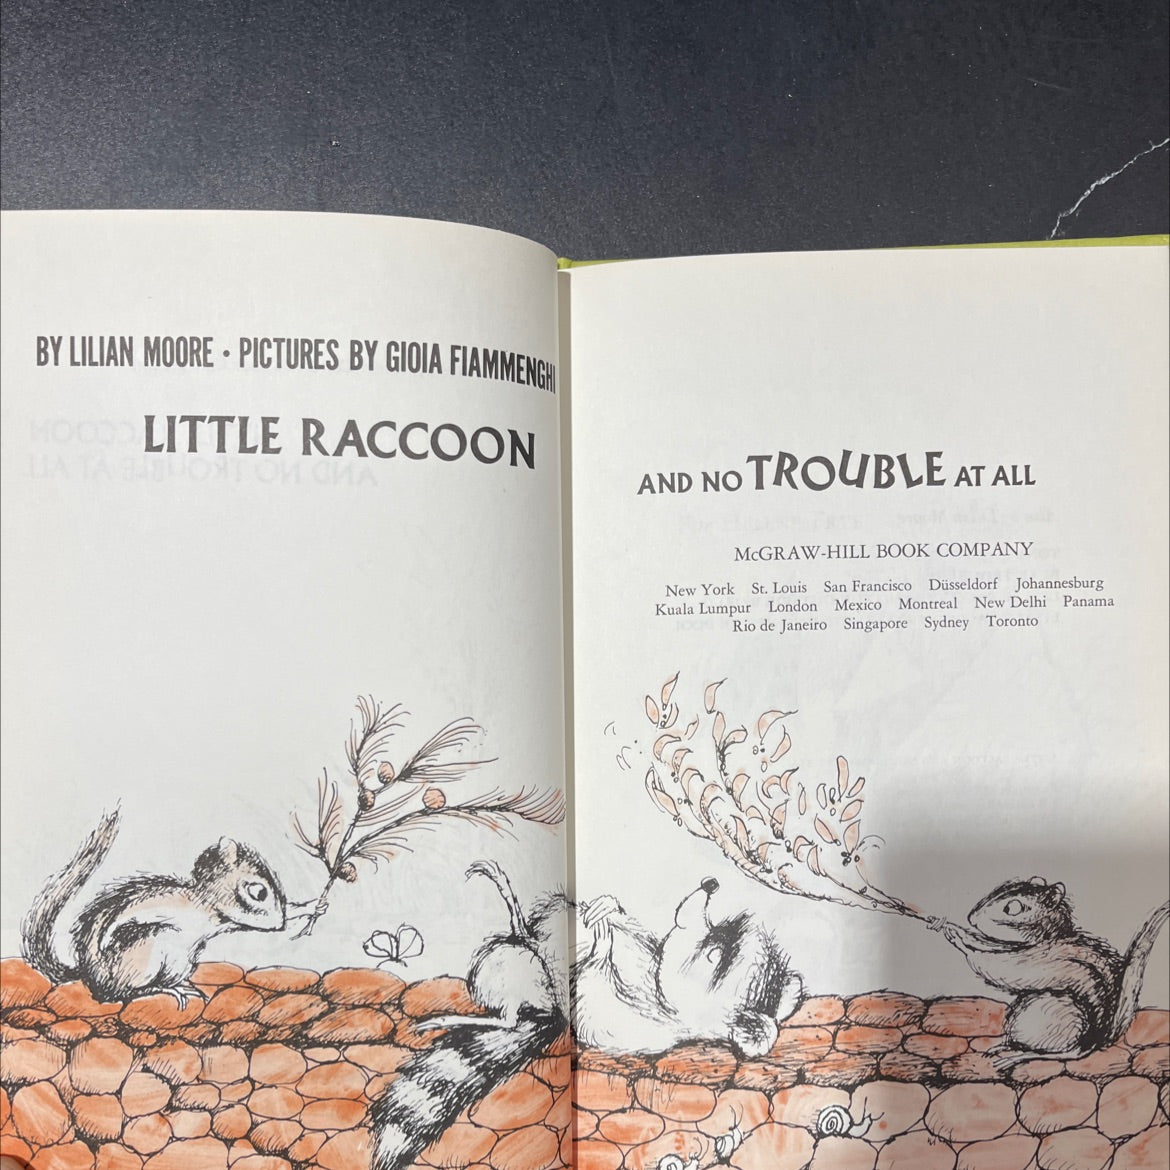 BY LILIAN MOORE • PICTURES BY GIOIA FIAMMENGHI
LITTLE RACCOON
AND NO TROUBLE AT ALL
McGRAW-HILL BOOK COMPANY
New York St. Louis San Francisco Düsseldorf Johannesburg
Kuala Lumpur London Mexico Montreal New Delhi Panama
Rio de Janeiro Singapore Sydney Toronto